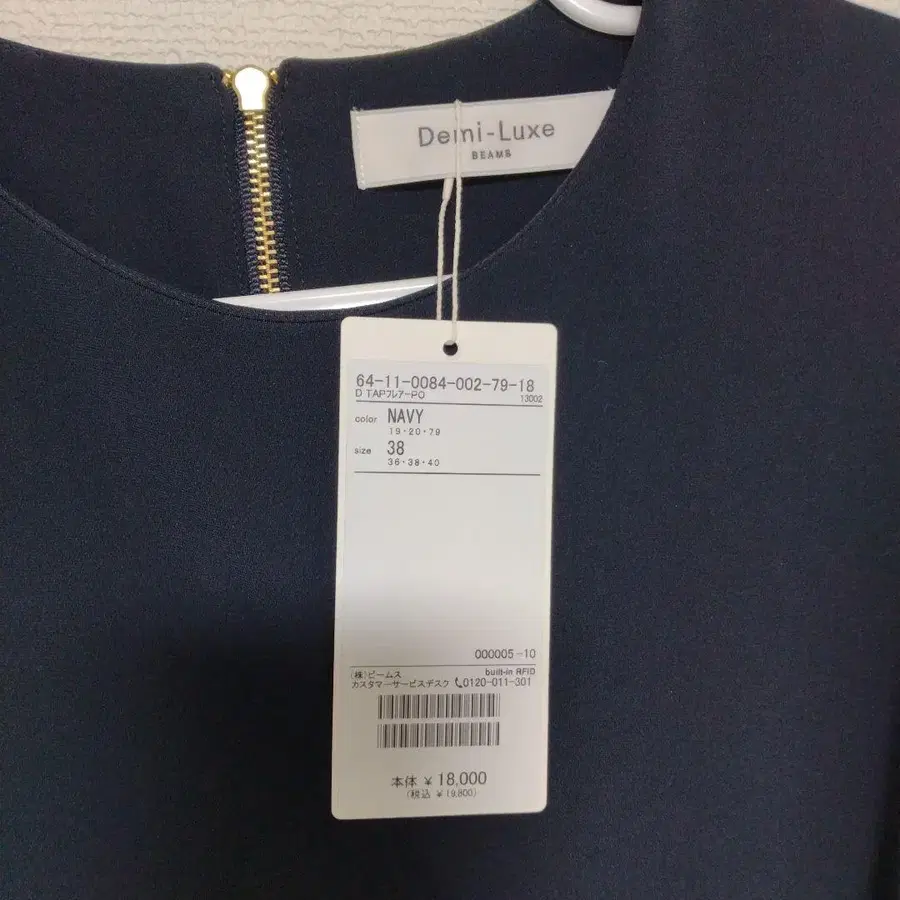 Demi-Luxe
BEAMS
64-11-0084-002-79-18
D TAPフレアーPO 13002
color NAVY
19・20・79
size 38
36・38・40
000005-10
(株)ビームス built-in RFID
カスタマーサービスデスク 0120-011-301
本体 ¥ 18,000
(税込 ¥ 19,800)